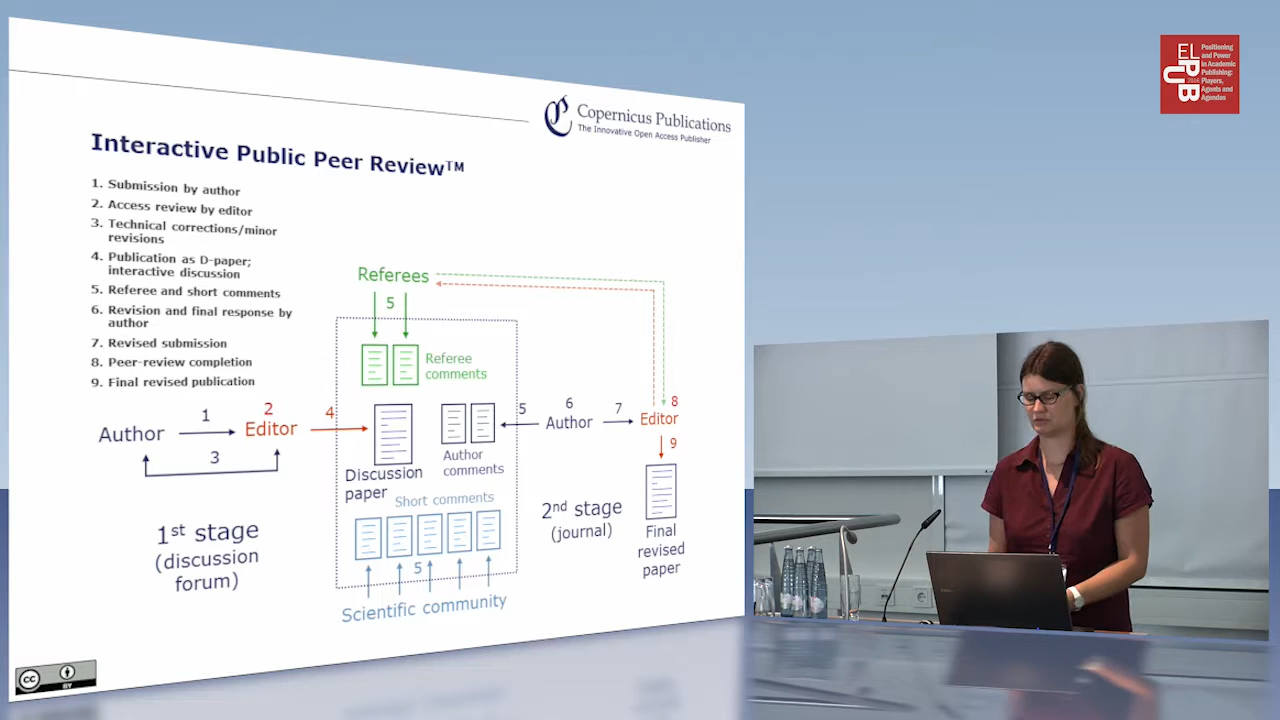 Copernicus Publications
The Innovative Open Access Publisher
Interactive Public Peer Review™
1. Submission by author
2. Access review by editor
3. Technical corrections/minor
revisions
4. Publication as D-paper;
interactive discussion
5. Referee and short comments
6. Revision and final response by
author
7. Revised submission
8. Peer-review completion
9. Final revised publication
Referees
5
Referee
comments
Author
1
2
Editor
3
4
Discussion
paper
Author
comments
5
6
Author
7
8
Editor
9
Short comments
5
Scientific community
1st stage
(discussion
forum)
2nd stage
(journal)
Final
revised
paper
cc
BY
EL
PUB
2016
Positioning
and Power
in Academic
Publishing:
Players,
Agents and
Agendas